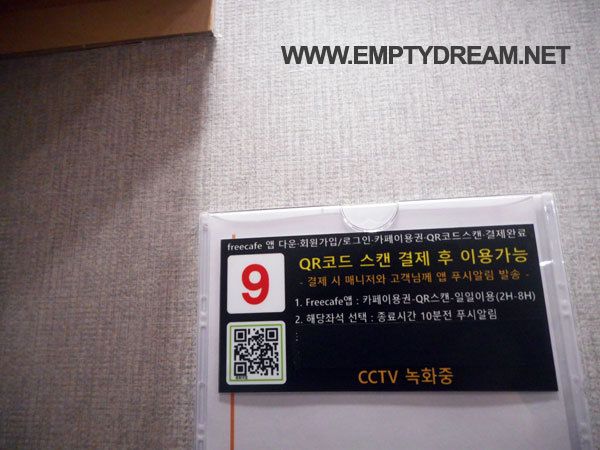 WWW.EMPTYDREAM.NET
freecafe 앱 다운·회원가입/로그인·카페이용권·QR코드스캔·결제완료
9
QR코드 스캔 결제 후 이용가능
- 결제 시 매니저와 고객님께 앱 푸시알림 발송 -
1. Freecafe앱 : 카페이용권-QR스캔-일일이용(2H-8H)
2. 해당좌석 선택 : 종료시간 10분전 푸시알림
:
CCTV 녹화중